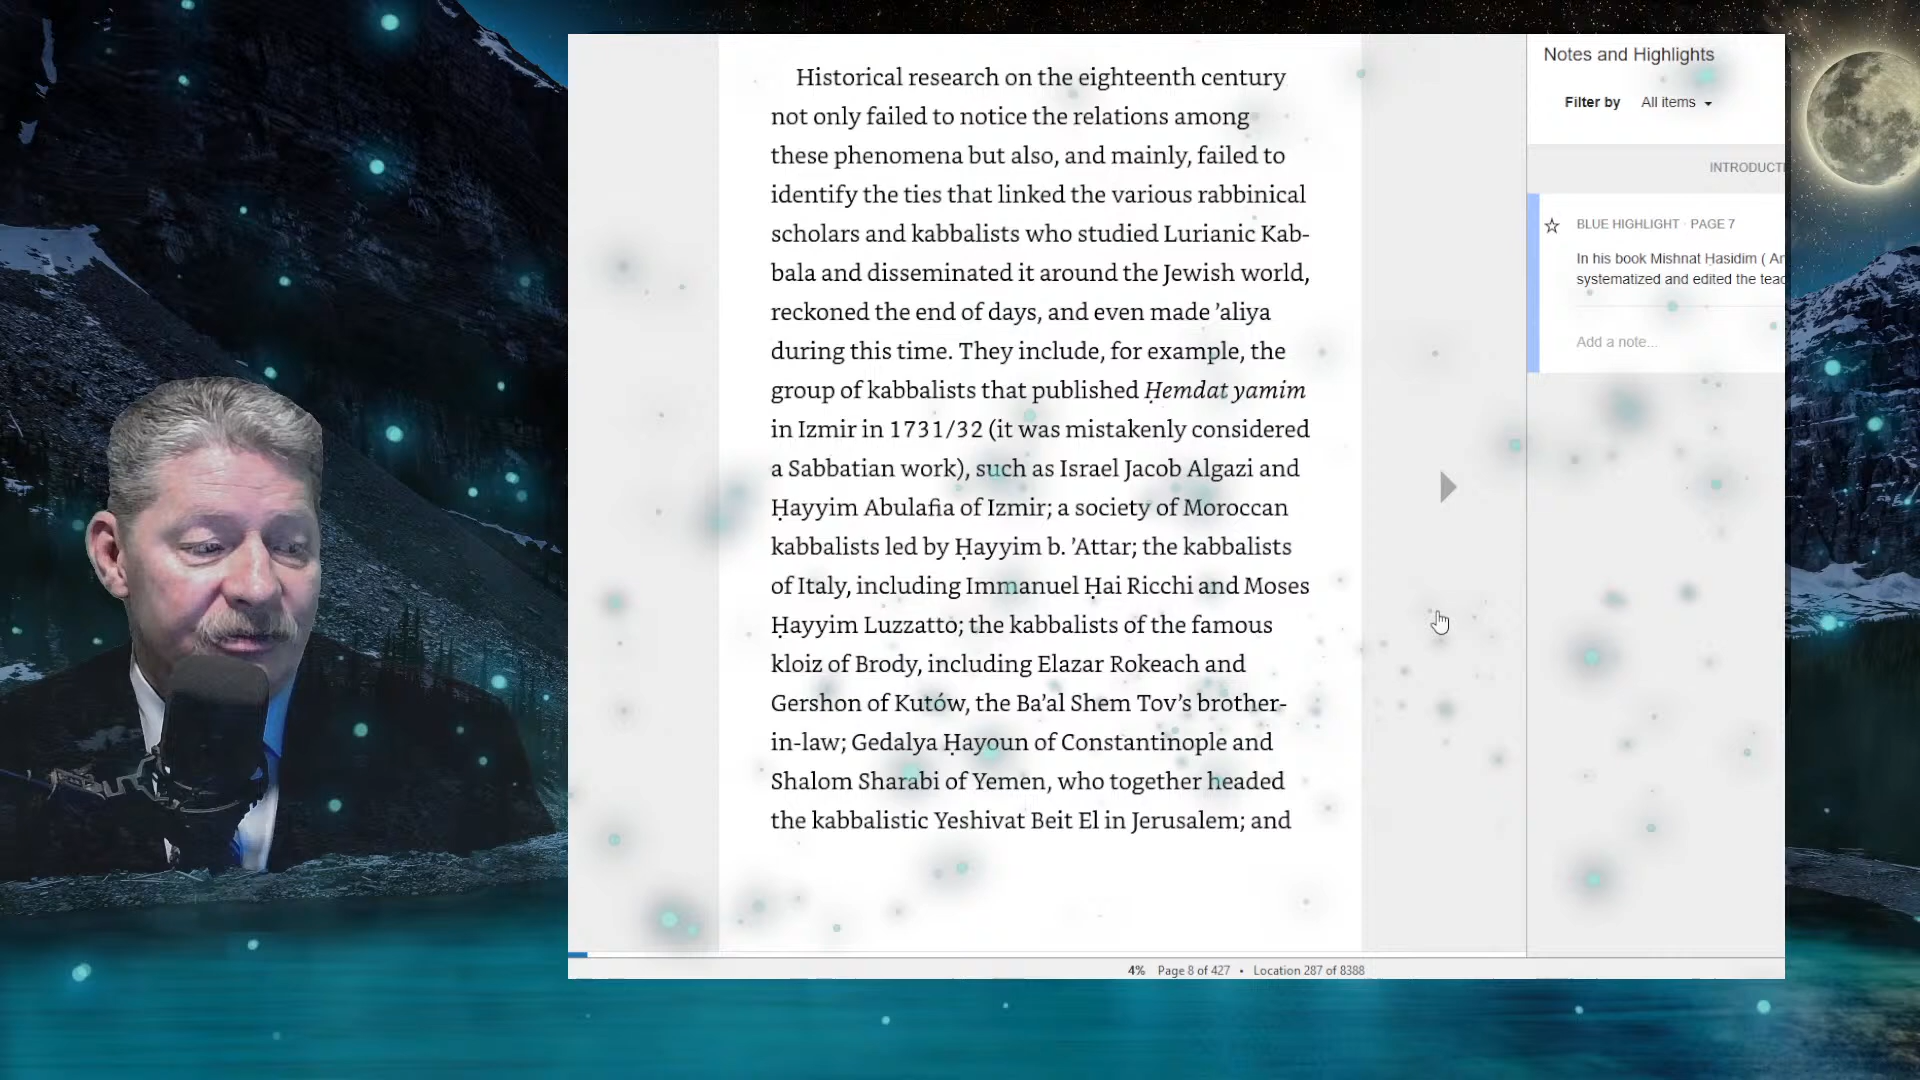 Historical research on the eighteenth century
not only failed to notice the relations among
these phenomena but also, and mainly, failed to
identify the ties that linked the various rabbinical
scholars and kabbalists who studied Lurianic Kab-
bala and disseminated it around the Jewish world,
reckoned the end of days, and even made ’aliya
during this time. They include, for example, the
group of kabbalists that published Ḥemdat yamim
in Izmir in 1731/32 (it was mistakenly considered
a Sabbatian work), such as Israel Jacob Algazi and
Ḥayyim Abulafia of Izmir; a society of Moroccan
kabbalists led by Ḥayyim b. ’Attar; the kabbalists
of Italy, including Immanuel Ḥai Ricchi and Moses
Ḥayyim Luzzatto; the kabbalists of the famous
kloiz of Brody, including Elazar Rokeach and
Gershon of Kutów, the Ba’al Shem Tov’s brother-
in-law; Gedalya Ḥayoun of Constantinople and
Shalom Sharabi of Yemen, who together headed
the kabbalistic Yeshivat Beit El in Jerusalem; and
4% Page 8 of 427 • Location 287 of 8388
Notes and Highlights
Filter by All items
INTRODUCTI
BLUE HIGHLIGHT · PAGE 7
In his book Mishnat Hasidim ( Ar
systematized and edited the teac
Add a note...